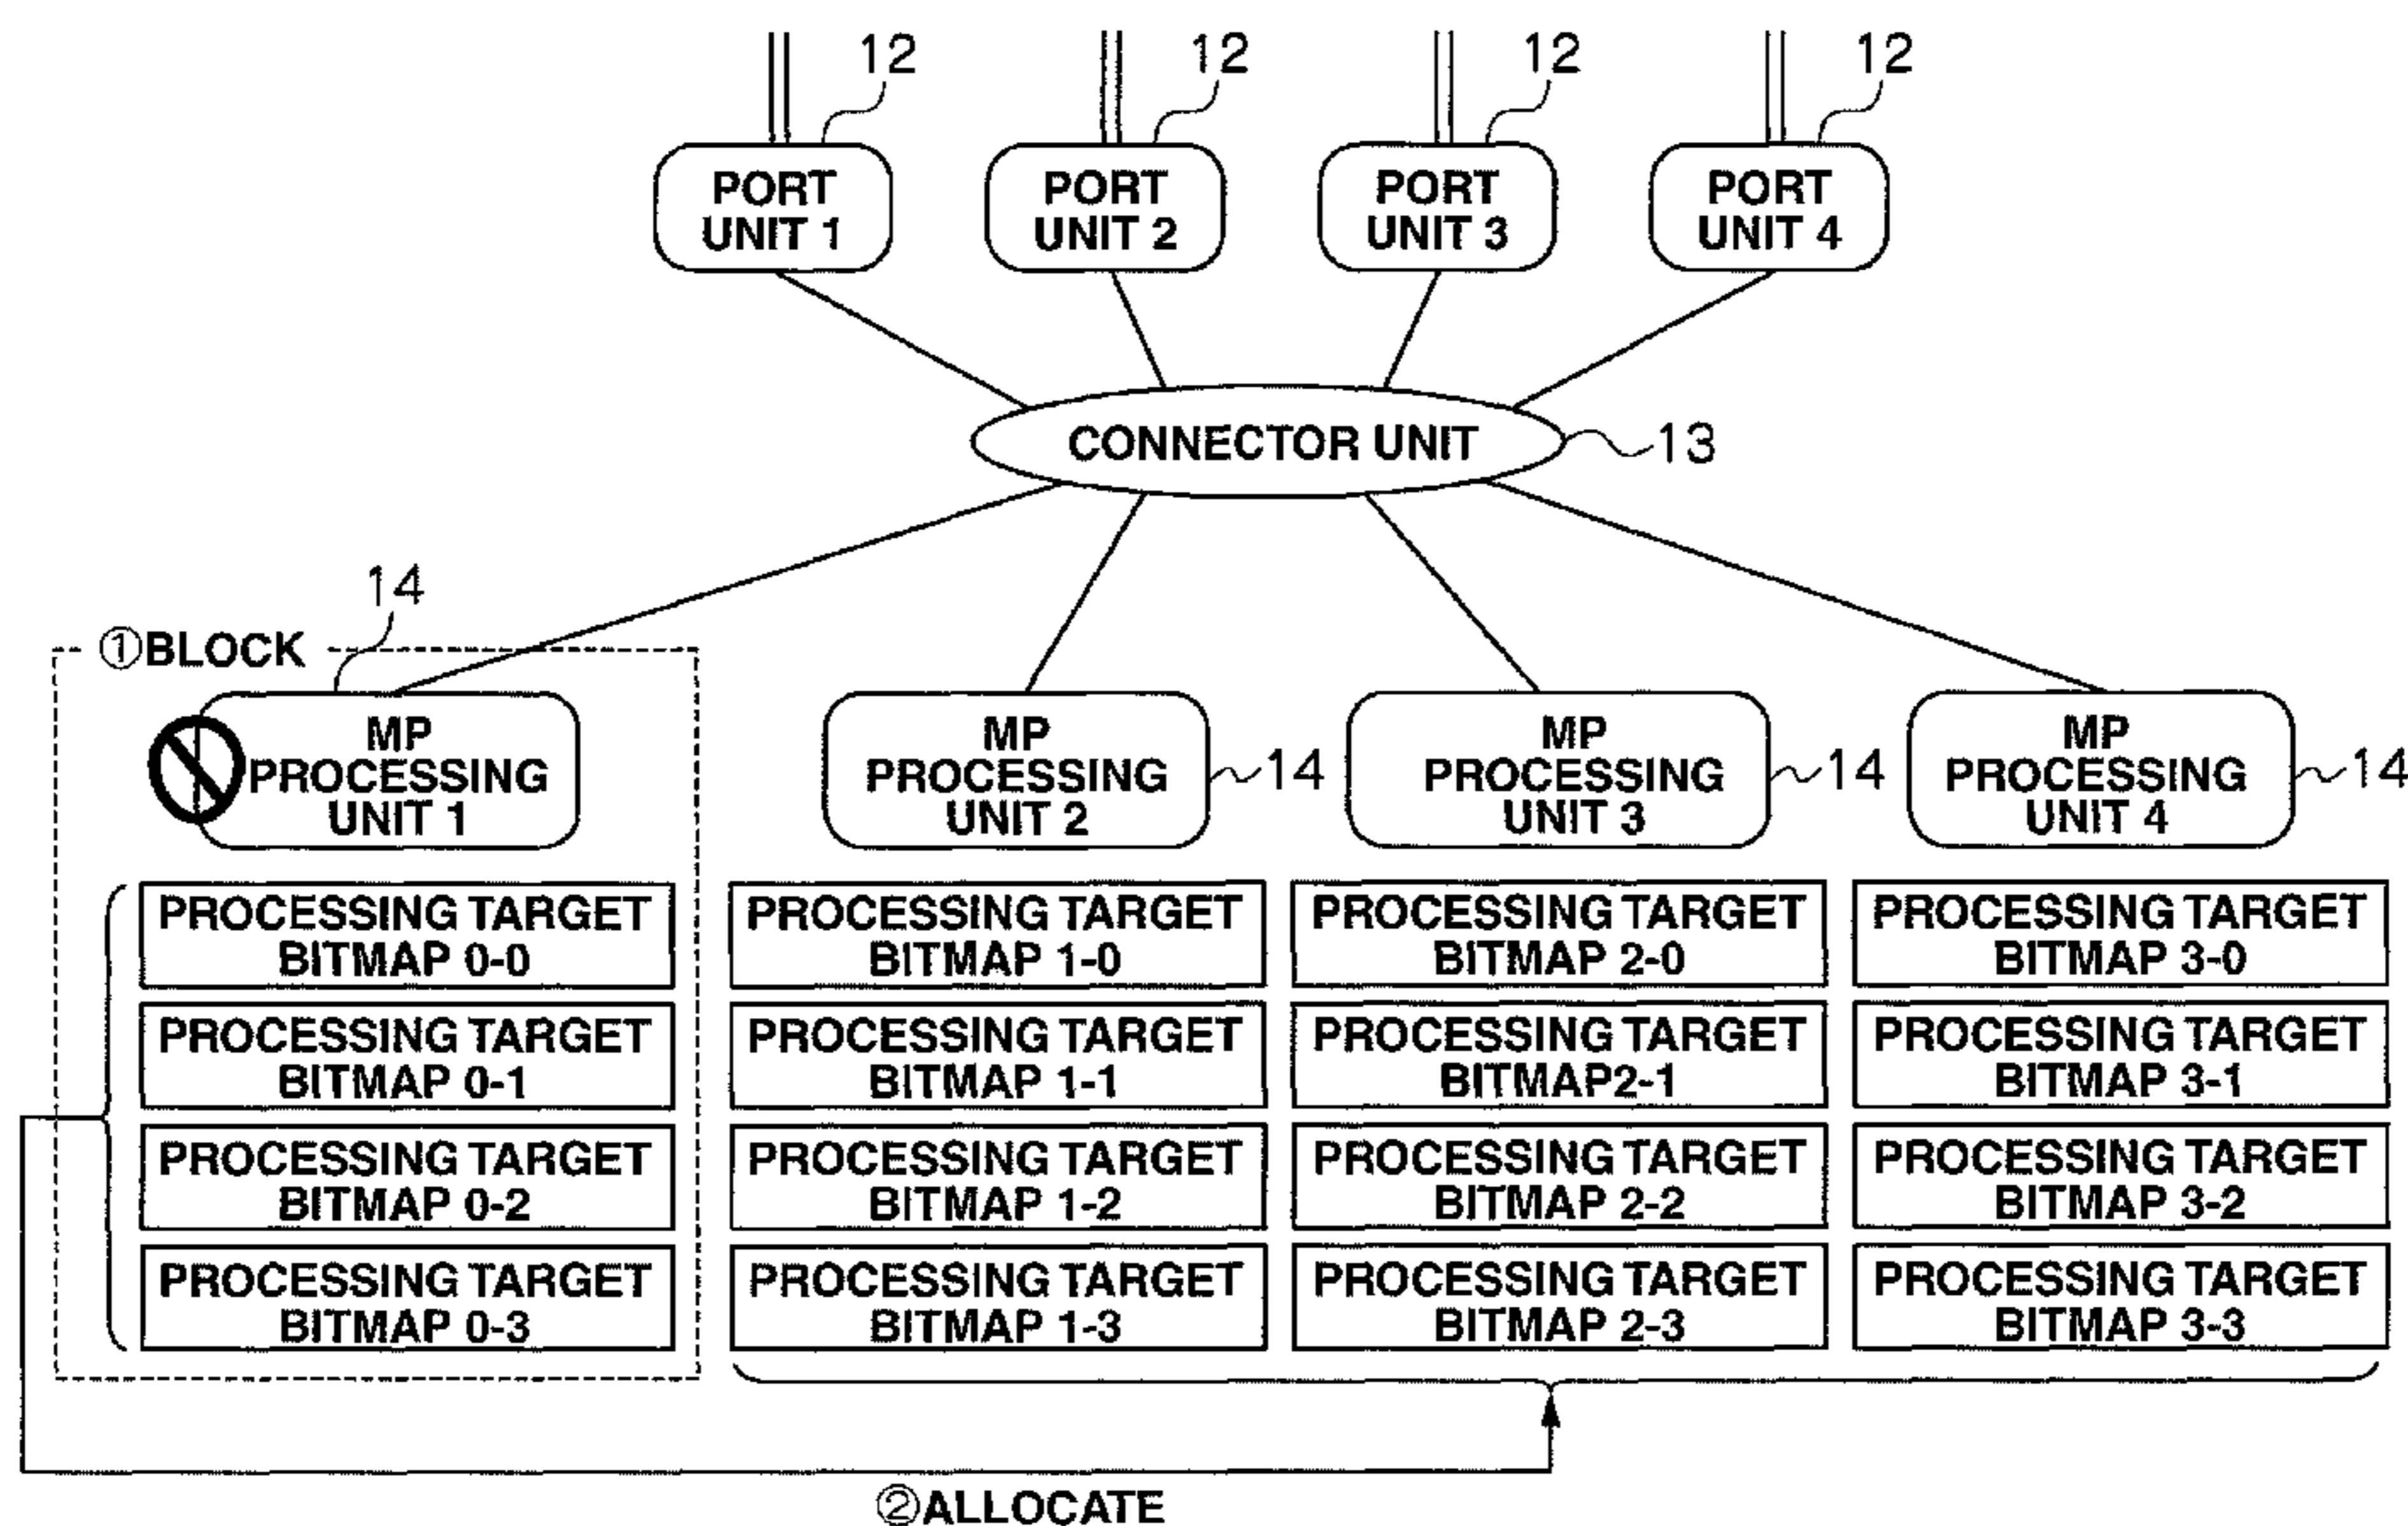 12 12 12 12
PORT UNIT 1
PORT UNIT 2
PORT UNIT 3
PORT UNIT 4
CONNECTOR UNIT
13
14
①BLOCK
MP
PROCESSING
UNIT 1
MP
PROCESSING
UNIT 2
14
MP
PROCESSING
UNIT 3
14
MP
PROCESSING
UNIT 4
14
PROCESSING TARGET
BITMAP 0-0
PROCESSING TARGET
BITMAP 1-0
PROCESSING TARGET
BITMAP 2-0
PROCESSING TARGET
BITMAP 3-0
PROCESSING TARGET
BITMAP 0-1
PROCESSING TARGET
BITMAP 1-1
PROCESSING TARGET
BITMAP2-1
PROCESSING TARGET
BITMAP 3-1
PROCESSING TARGET
BITMAP 0-2
PROCESSING TARGET
BITMAP 1-2
PROCESSING TARGET
BITMAP 2-2
PROCESSING TARGET
BITMAP 3-2
PROCESSING TARGET
BITMAP 0-3
PROCESSING TARGET
BITMAP 1-3
PROCESSING TARGET
BITMAP 2-3
PROCESSING TARGET
BITMAP 3-3
②ALLOCATE